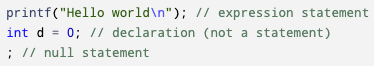 printf("Hello world\n"); // expression statement
int d = 0; // declaration (not a statement)
; // null statement